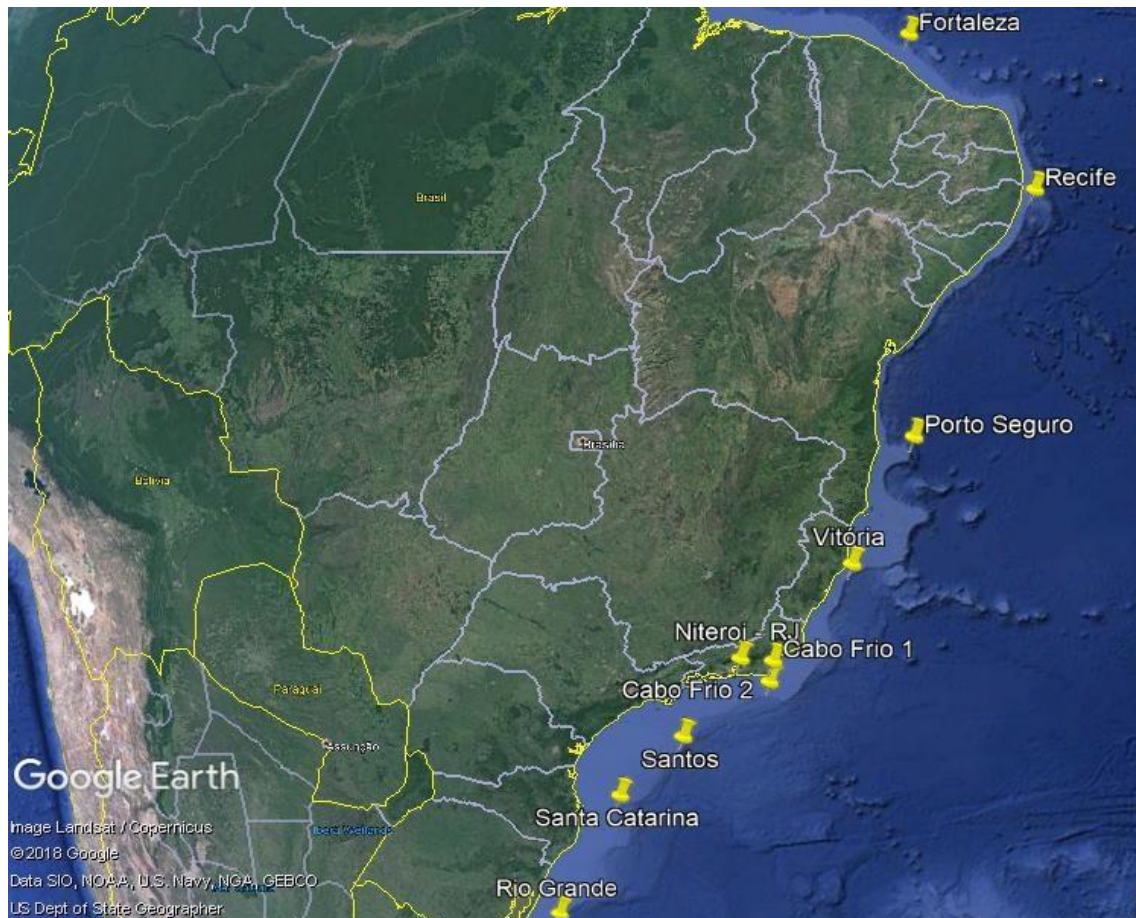 Fortaleza
Recife
Brasil
Porto Seguro
Brasília
Bolívia
Vitória
Niteroi - RJ
Cabo Frio 1
Cabo Frio 2
Paraguai
Santos
Assunção
Google Earth
Santa Catarina
Image Landsat / Copernicus
Iberá Wetlands
©2018 Google
Data SIO, NOAA, U.S. Navy, NGA, GEBCO
Rio Grande
US Dept of State Geographer